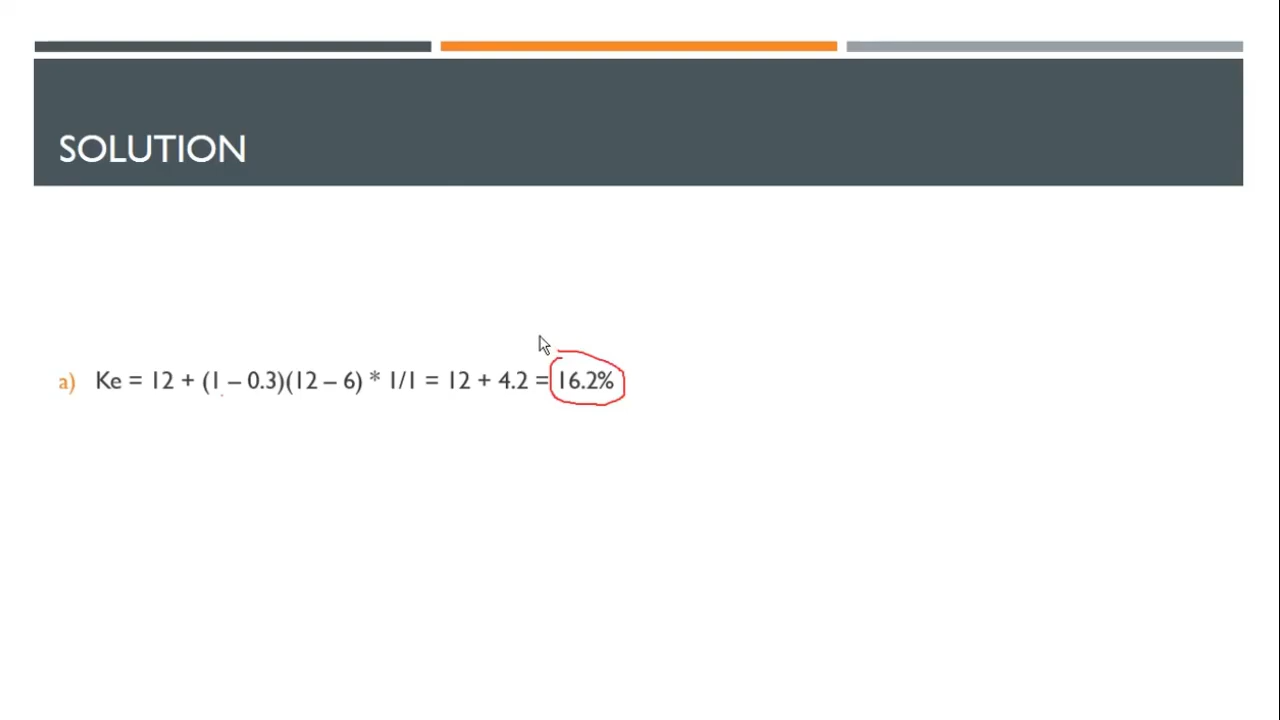 SOLUTION
a) Ke = 12 + (1 – 0.3)(12 – 6) * 1/1 = 12 + 4.2 = 16.2%